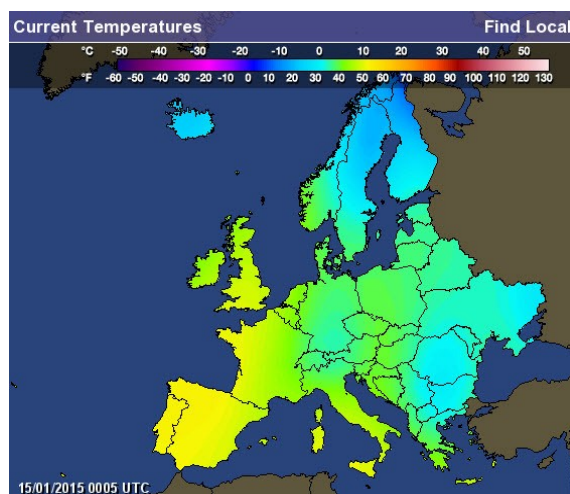 Current Temperatures Find Local
°C -50 -40 -30 -20 -10 0 10 20 30 40 50
°F -60 -50 -40 -30 -20 -10 0 10 20 30 40 50 60 70 80 90 100 110 120 130
15/01/2015 0005 UTC